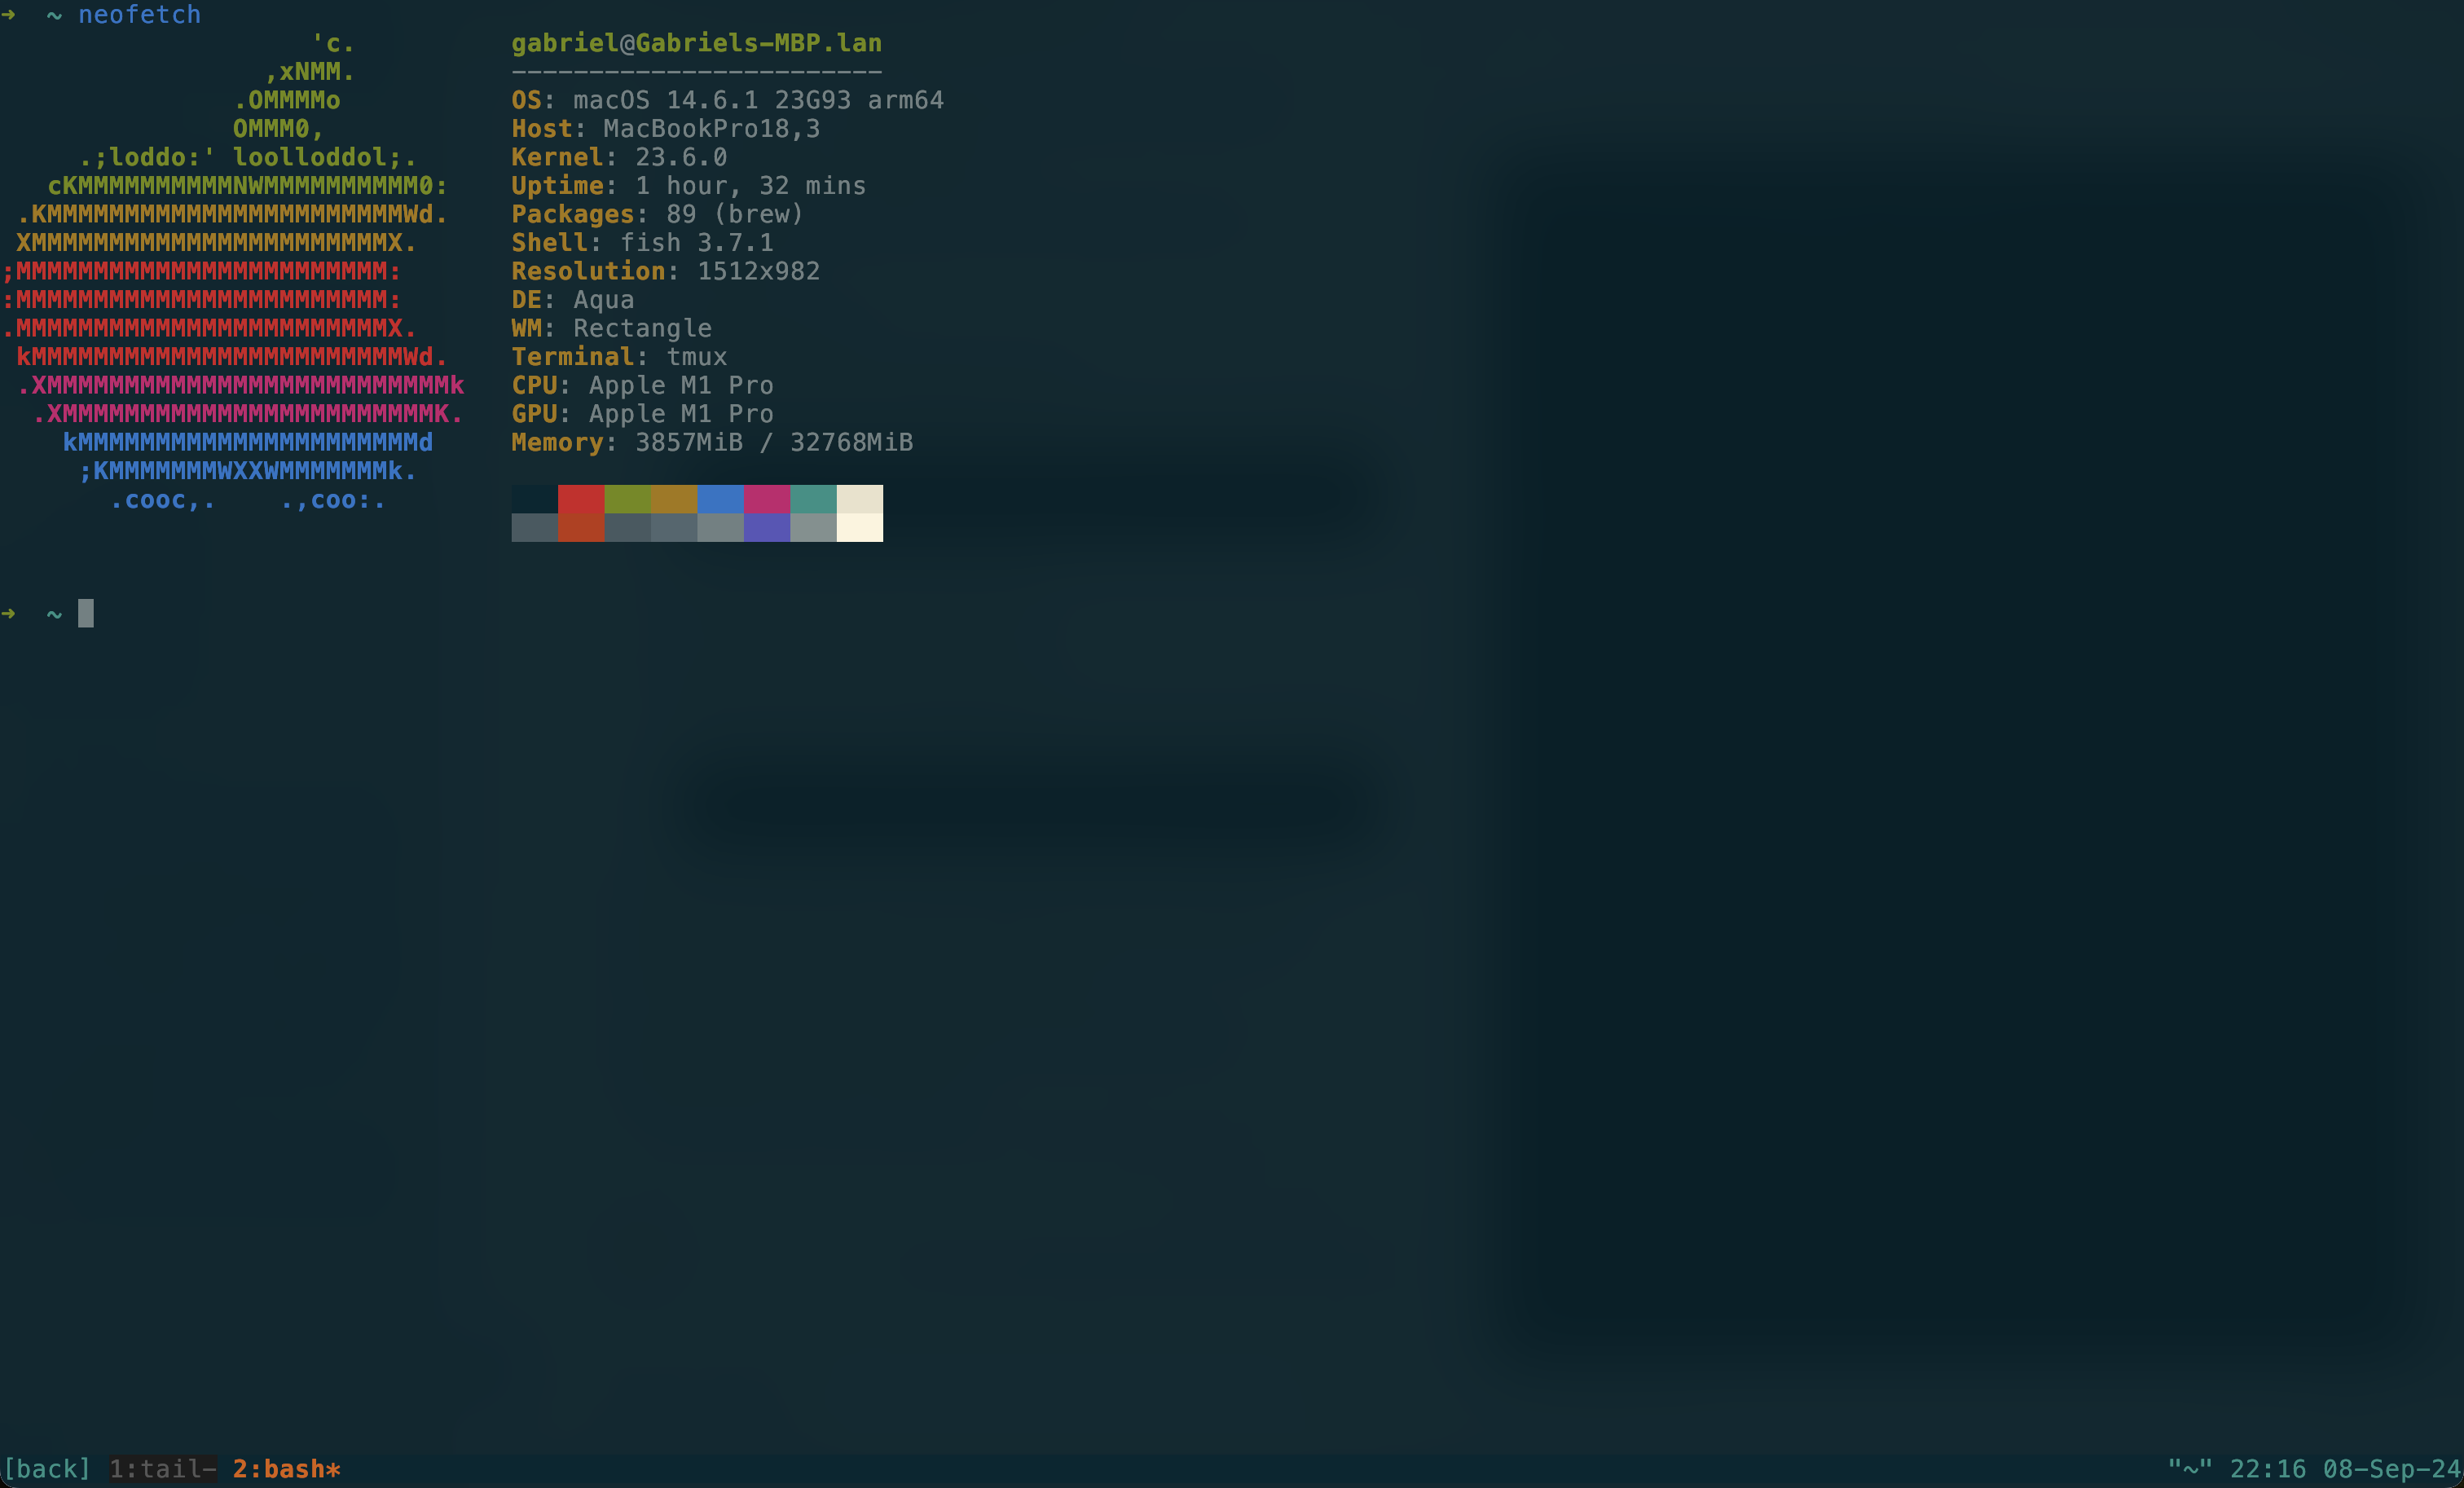 ➜  ~ neofetch
                    'c.          gabriel@Gabriels-MBP.lan
                 ,xNMM.          ------------------------
               .OMMMMo           OS: macOS 14.6.1 23G93 arm64
               OMMM0,            Host: MacBookPro18,3
     .;loddo:' loolloddol;.      Kernel: 23.6.0
   cKMMMMMMMMMMNWMMMMMMMMMM0:    Uptime: 1 hour, 32 mins
 .KMMMMMMMMMMMMMMMMMMMMMMMWd.    Packages: 89 (brew)
 XMMMMMMMMMMMMMMMMMMMMMMMX.      Shell: fish 3.7.1
;MMMMMMMMMMMMMMMMMMMMMMMM:       Resolution: 1512x982
:MMMMMMMMMMMMMMMMMMMMMMMM:       DE: Aqua
.MMMMMMMMMMMMMMMMMMMMMMMMX.      WM: Rectangle
 kMMMMMMMMMMMMMMMMMMMMMMMMWd.    Terminal: tmux
 .XMMMMMMMMMMMMMMMMMMMMMMMMMMk   CPU: Apple M1 Pro
  .XMMMMMMMMMMMMMMMMMMMMMMMMK.   GPU: Apple M1 Pro
    kMMMMMMMMMMMMMMMMMMMMMMd     Memory: 3857MiB / 32768MiB
     ;KMMMMMMMWXXWMMMMMMMk.
       .cooc,.    .,coo:.
➜  ~
[back] 1:tail- 2:bash* "~" 22:16 08-Sep-24